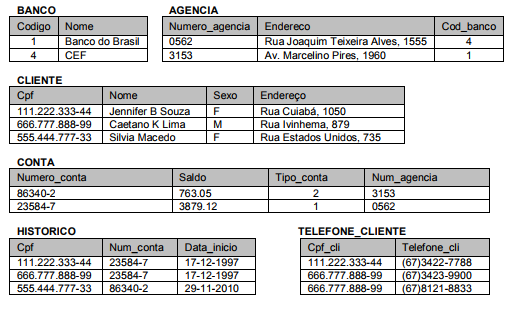 BANCO
Codigo Nome
1 Banco do Brasil
4 CEF
AGENCIA
Numero_agencia Endereco Cod_banco
0562 Rua Joaquim Teixeira Alves, 1555 4
3153 Av. Marcelino Pires, 1960 1
CLIENTE
Cpf Nome Sexo Endereço
111.222.333-44 Jennifer B Souza F Rua Cuiabá, 1050
666.777.888-99 Caetano K Lima M Rua Ivinhema, 879
555.444.777-33 Silvia Macedo F Rua Estados Unidos, 735
CONTA
Numero_conta Saldo Tipo_conta Num_agencia
86340-2 763.05 2 3153
23584-7 3879.12 1 0562
HISTORICO
Cpf Num_conta Data_inicio
111.222.333-44 23584-7 17-12-1997
666.777.888-99 23584-7 17-12-1997
555.444.777-33 86340-2 29-11-2010
TELEFONE_CLIENTE
Cpf_cli Telefone_cli
111.222.333-44 (67)3422-7788
666.777.888-99 (67)3423-9900
666.777.888-99 (67)8121-8833